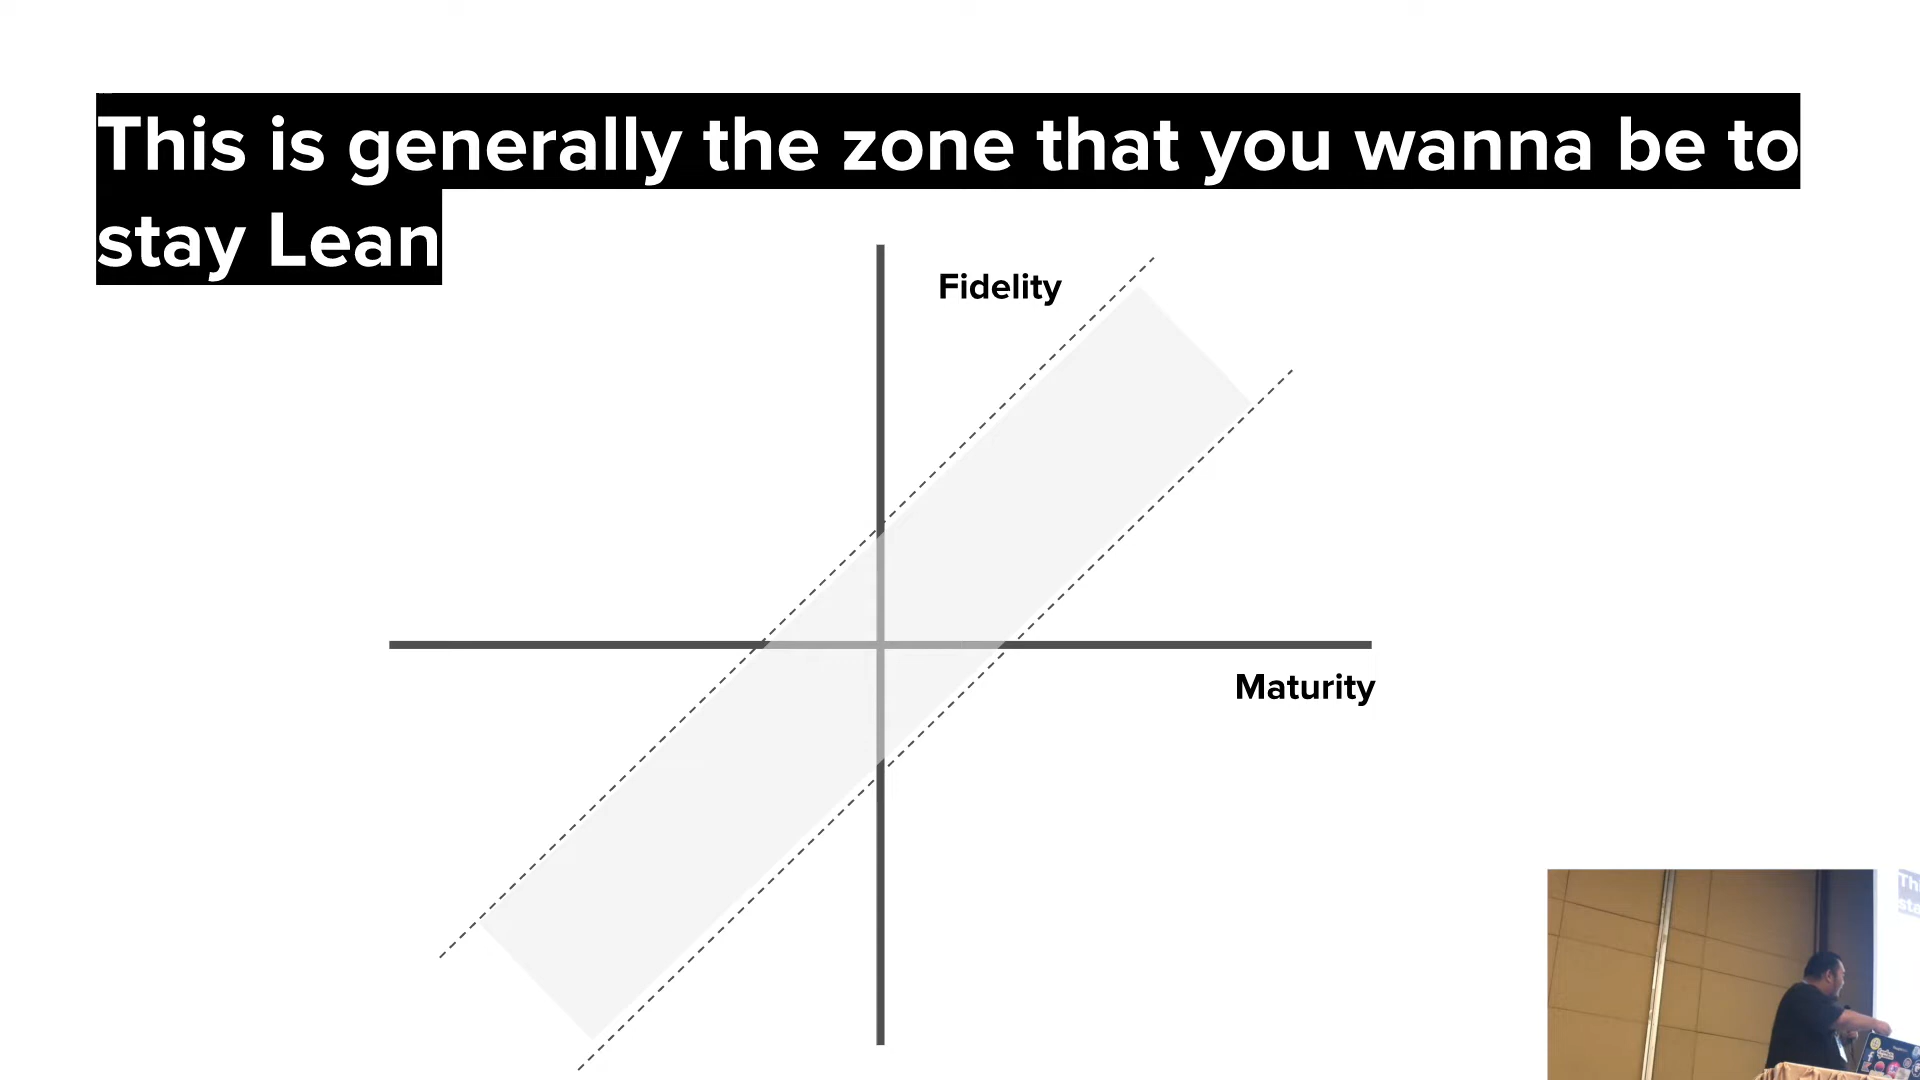 This is generally the zone that you wanna be to
stay Lean
Fidelity
Maturity